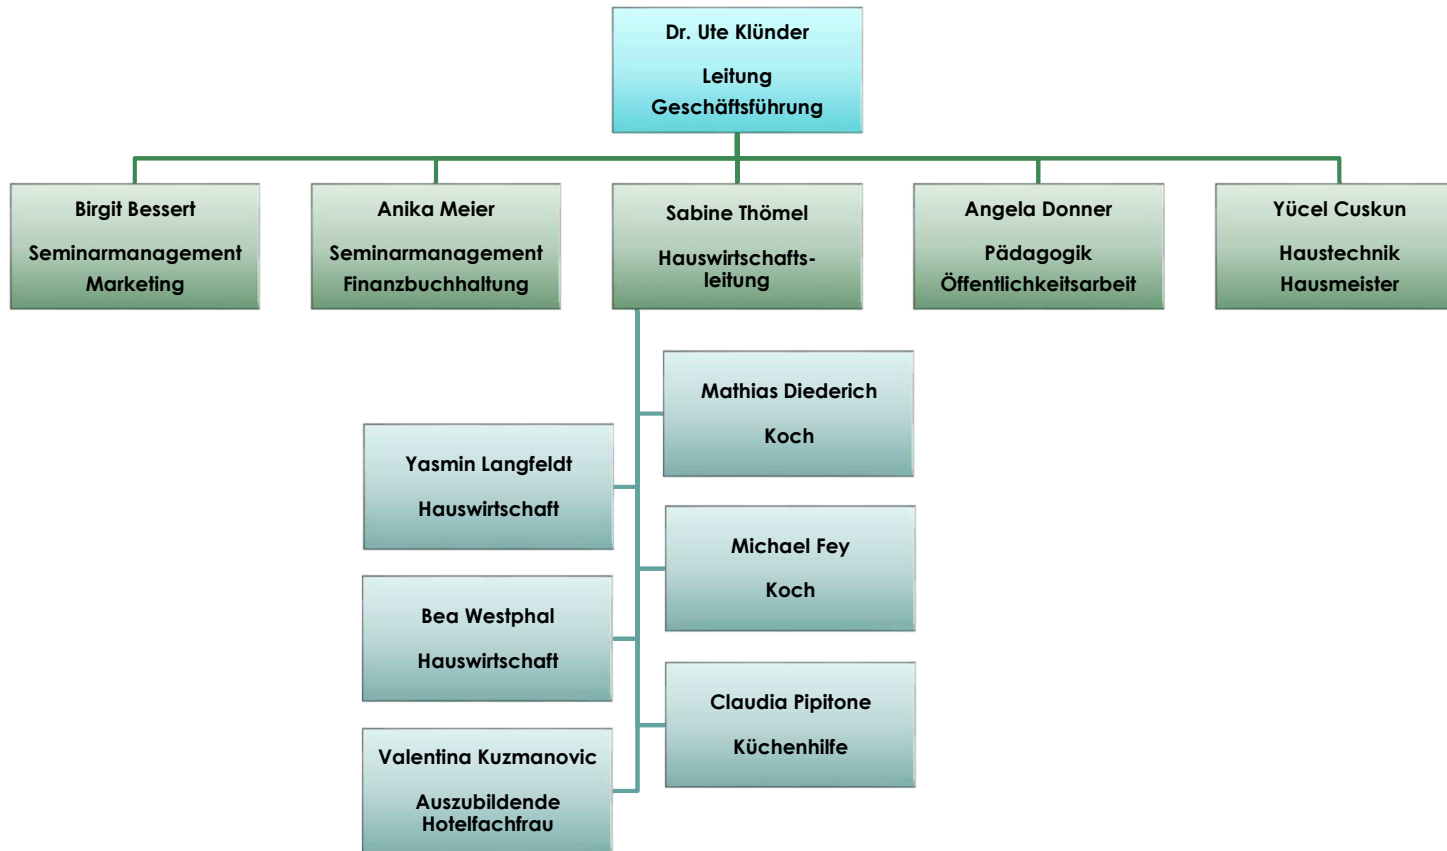 Dr. Ute Klünder
Leitung
Geschäftsführung
Birgit Bessert
Seminarmanagement
Marketing
Anika Meier
Seminarmanagement
Finanzbuchhaltung
Sabine Thömel
Hauswirtschafts-
leitung
Angela Donner
Pädagogik
Öffentlichkeitsarbeit
Yücel Cuskun
Haustechnik
Hausmeister
Mathias Diederich
Koch
Yasmin Langfeldt
Hauswirtschaft
Michael Fey
Koch
Bea Westphal
Hauswirtschaft
Claudia Pipitone
Küchenhilfe
Valentina Kuzmanovic
Auszubildende
Hotelfachfrau